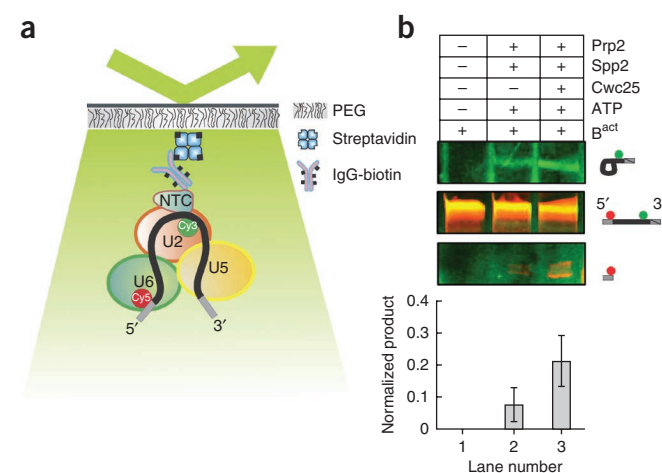 a
PEG
Streptavidin
IgG-biotin
NTC
Cy3
U2
U6
U5
Cy5
5′
3′
b
– + + Prp2
– + + Spp2
– – + Cwc25
– + + ATP
+ + + Bact
5′ 3′
Normalized product
0.4
0.3
0.2
0.1
0
1 2 3
Lane number